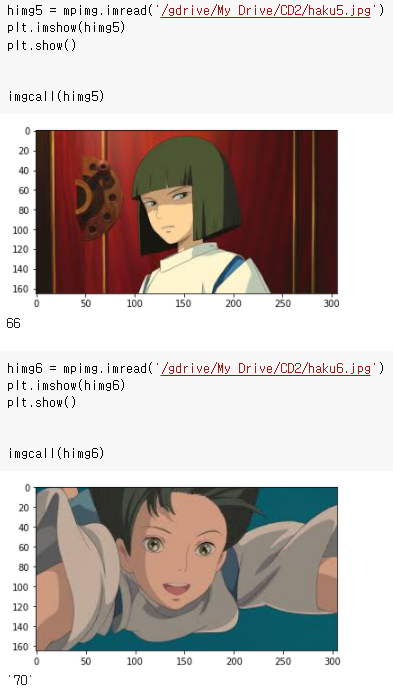 himg5 = mpimg.imread('/gdrive/My Drive/CD2/haku5.jpg')
plt.imshow(himg5)
plt.show()
imgcall(himg5)
0
20
40
60
80
100
120
140
160
0 50 100 150 200 250 300
66
himg6 = mpimg.imread('/gdrive/My Drive/CD2/haku6.jpg')
plt.imshow(himg6)
plt.show()
imgcall(himg6)
0
20
40
60
80
100
120
140
160
0 50 100 150 200 250 300
'70'